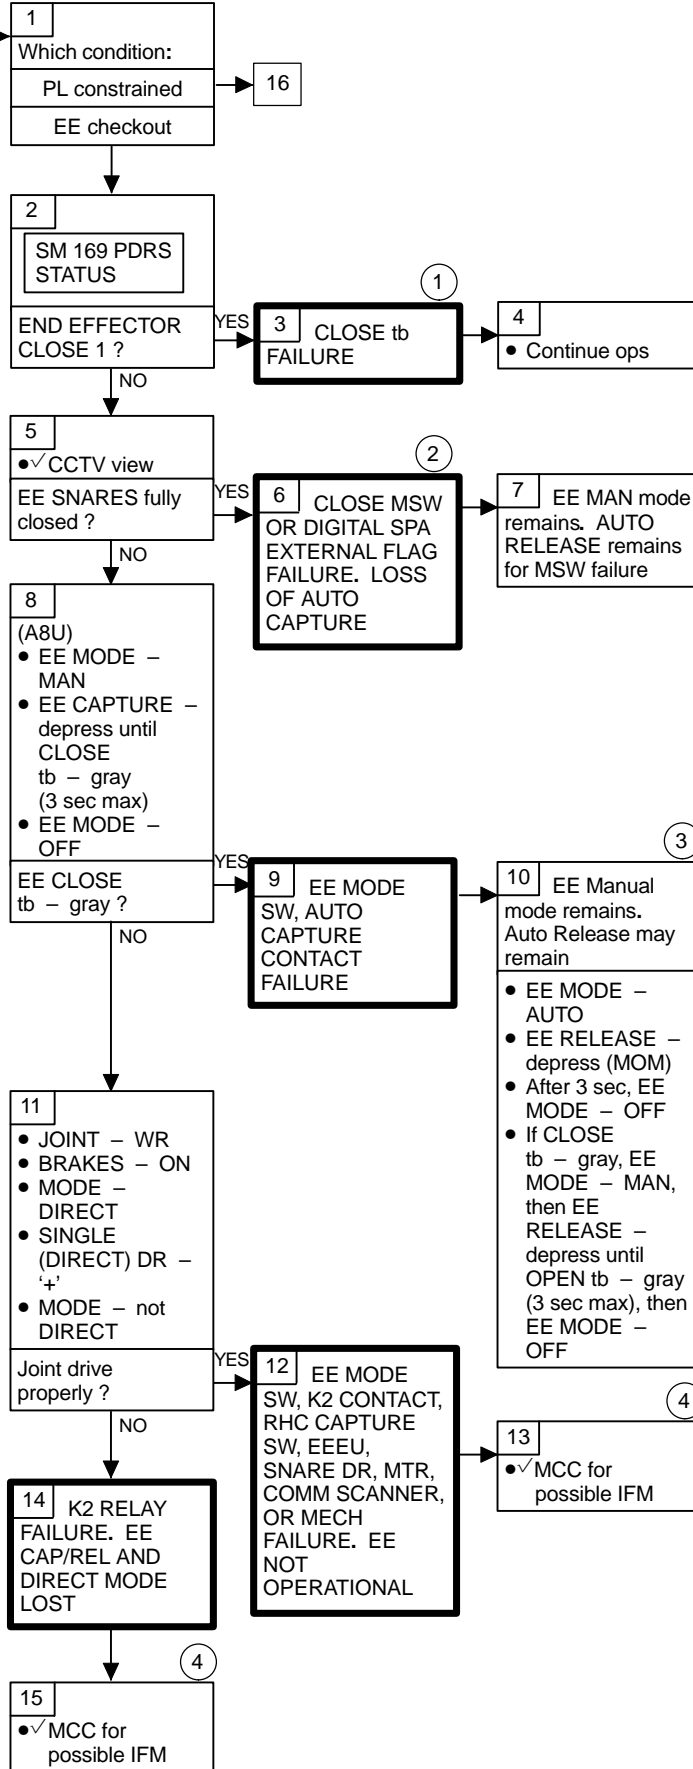 1
Which condition:
PL constrained
16
EE checkout
2
SM 169 PDRS
STATUS
END EFFECTOR
CLOSE 1 ?
YES
NO
1
3 CLOSE tb
FAILURE
4
• Continue ops
5
•√CCTV view
EE SNARES fully
closed ?
YES
NO
2
6 CLOSE MSW
OR DIGITAL SPA
EXTERNAL FLAG
FAILURE. LOSS
OF AUTO
CAPTURE
7 EE MAN mode
remains. AUTO
RELEASE remains
for MSW failure
8
(A8U)
• EE MODE –
MAN
• EE CAPTURE –
depress until
CLOSE
tb – gray
(3 sec max)
• EE MODE –
OFF
EE CLOSE
tb – gray ?
YES
NO
9 EE MODE
SW, AUTO
CAPTURE
CONTACT
FAILURE
3
10 EE Manual
mode remains.
Auto Release may
remain
• EE MODE –
AUTO
• EE RELEASE –
depress (MOM)
• After 3 sec, EE
MODE – OFF
• If CLOSE
tb – gray, EE
MODE – MAN,
then EE
RELEASE –
depress until
OPEN tb – gray
(3 sec max), then
EE MODE –
OFF
11
• JOINT – WR
• BRAKES – ON
• MODE –
DIRECT
• SINGLE
(DIRECT) DR –
‘+’
• MODE – not
DIRECT
Joint drive
properly ?
YES
NO
12 EE MODE
SW, K2 CONTACT,
RHC CAPTURE
SW, EEEU,
SNARE DR, MTR,
COMM SCANNER,
OR MECH
FAILURE. EE
NOT
OPERATIONAL
4
13
•√MCC for
possible IFM
14 K2 RELAY
FAILURE. EE
CAP/REL AND
DIRECT MODE
LOST
4
15
•√MCC for
possible IFM